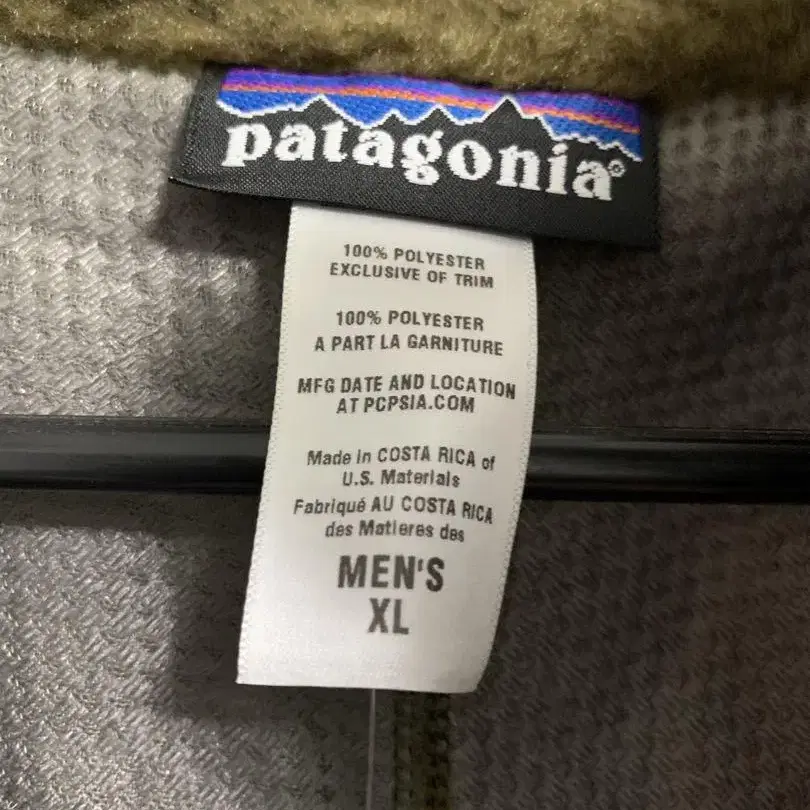 patagonia®
100% POLYESTER
EXCLUSIVE OF TRIM
100% POLYESTER
A PART LA GARNITURE
MFG DATE AND LOCATION
AT PCPSIA.COM
Made in COSTA RICA of
U.S. Materials
Fabriqué AU COSTA RICA
des Matieres des
MEN'S
XL